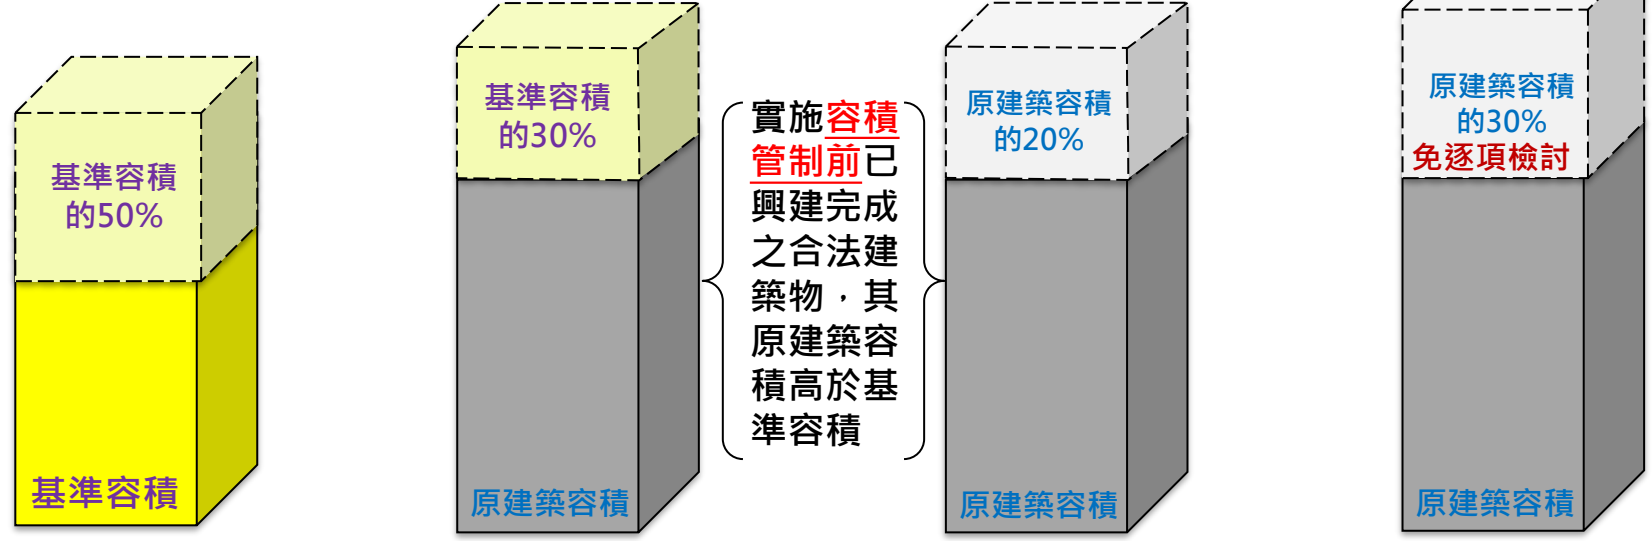 基準容積
的50%
基準容積
基準容積
的30%
原建築容積
實施容積
管制前已
興建完成
之合法建
築物，其
原建築容
積高於基
準容積
原建築容積
的20%
原建築容積
原建築容積
的30%
免逐項檢討
原建築容積